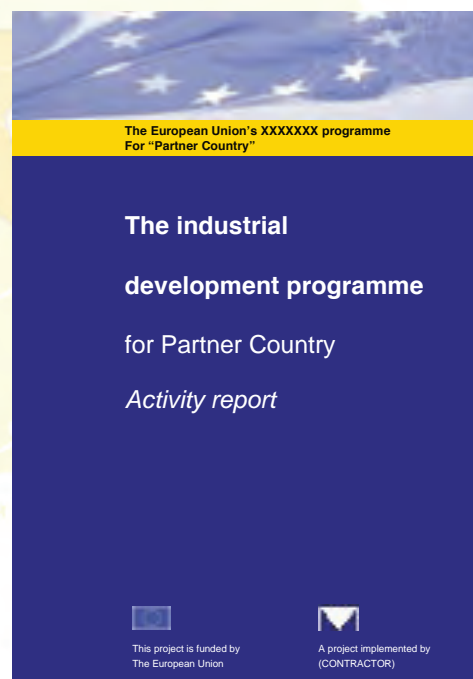 The European Union's XXXXXXX programme
For "Partner Country"
The industrial
development programme
for Partner Country
Activity report
This project is funded by
The European Union
A project implemented by
(CONTRACTOR)